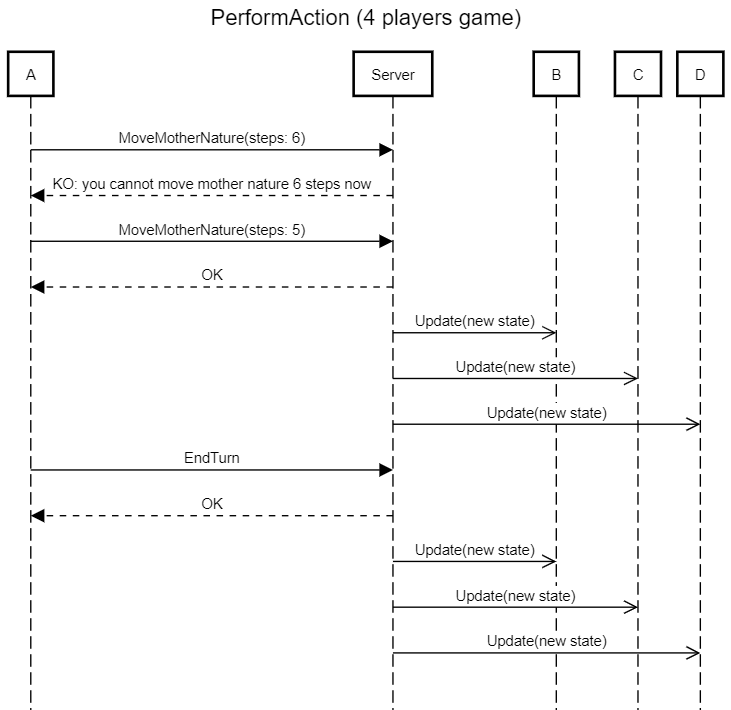 PerformAction (4 players game)
A
Server
B
C
D
MoveMotherNature(steps: 6)
KO: you cannot move mother nature 6 steps now
MoveMotherNature(steps: 5)
OK
Update(new state)
Update(new state)
Update(new state)
EndTurn
OK
Update(new state)
Update(new state)
Update(new state)